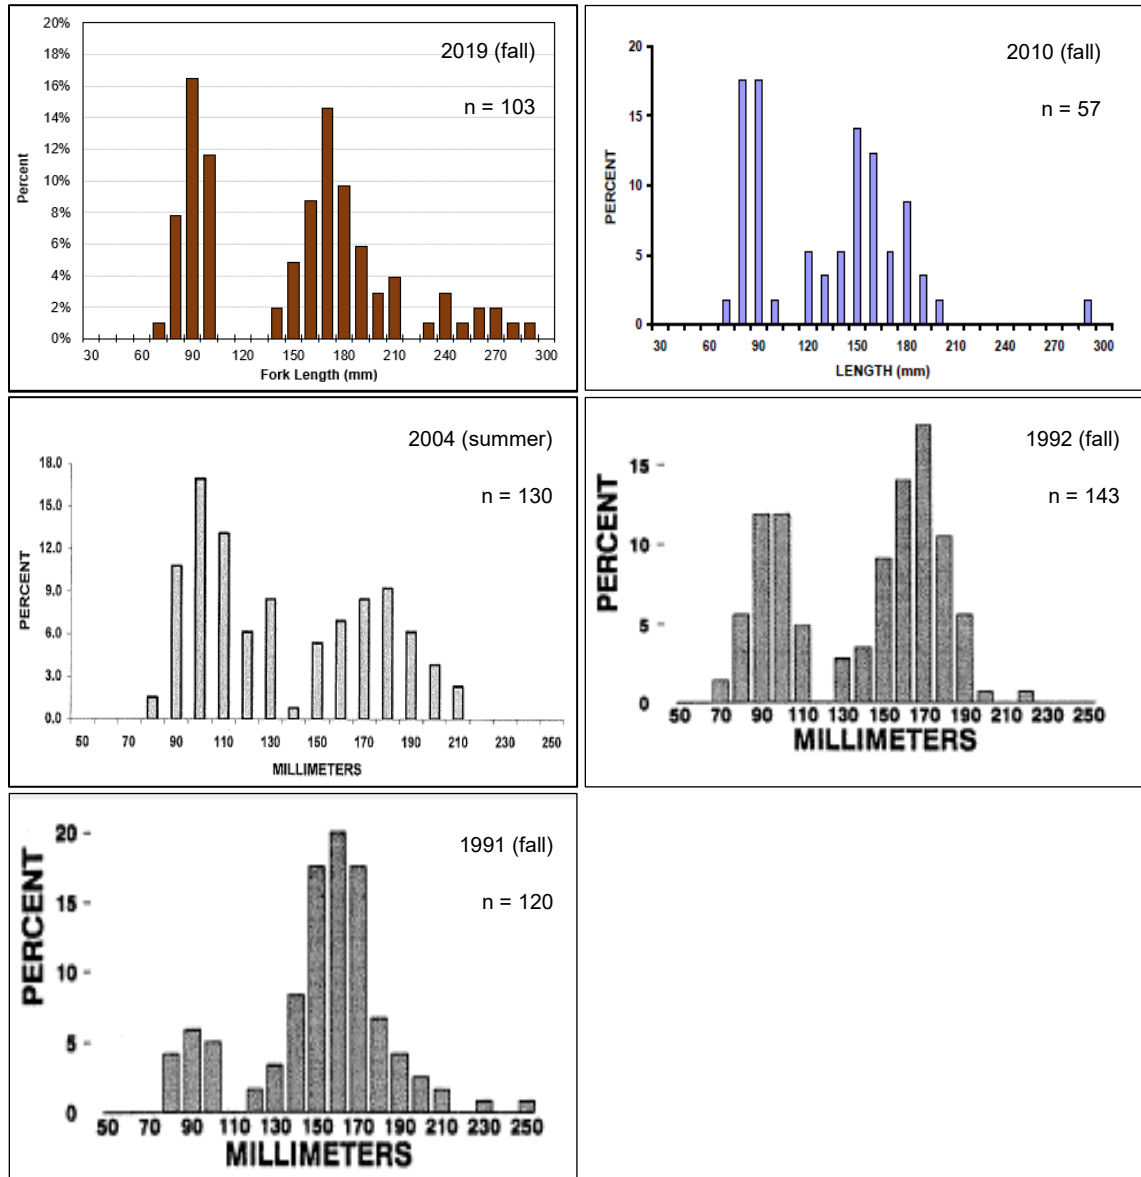 20%
18%
16%
14%
12%
10%
8%
6%
4%
2%
0%
Percent
2019 (fall)
n = 103
30 60 90 120 150 180 210 240 270 300
Fork Length (mm)
20
15
10
5
0
PERCENT
2010 (fall)
n = 57
30 60 90 120 150 180 210 240 270 300
LENGTH (mm)
18.0
15.0
12.0
9.0
6.0
3.0
0.0
PERCENT
2004 (summer)
n = 130
50 70 90 110 130 150 170 190 210 230 250
MILLIMETERS
15
10
5
0
PERCENT
1992 (fall)
n = 143
50 70 90 110 130 150 170 190 210 230 250
MILLIMETERS
20
15
10
5
0
PERCENT
1991 (fall)
n = 120
50 70 90 110 130 150 170 190 210 230 250
MILLIMETERS